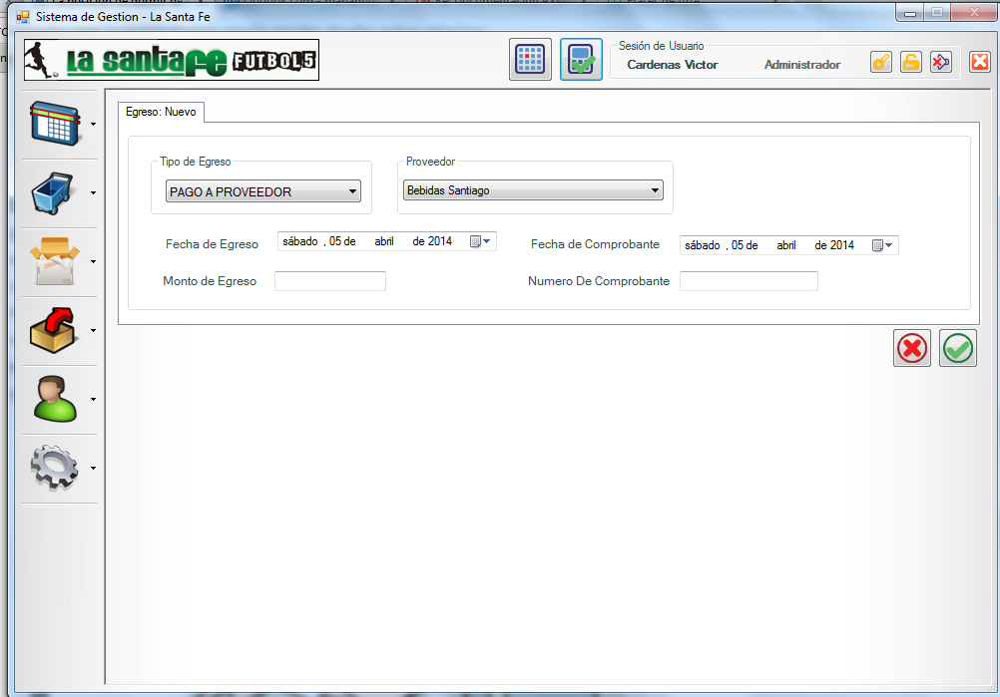 Sistema de Gestion - La Santa Fe
La Santa Fe FUTBOL5
Sesión de Usuario
Cardenas Victor Administrador
Egreso: Nuevo
Tipo de Egreso
Proveedor
PAGO A PROVEEDOR
Bebidas Santiago
Fecha de Egreso
sábado , 05 de abril de 2014
Fecha de Comprobante
sábado , 05 de abril de 2014
Monto de Egreso
Numero De Comprobante